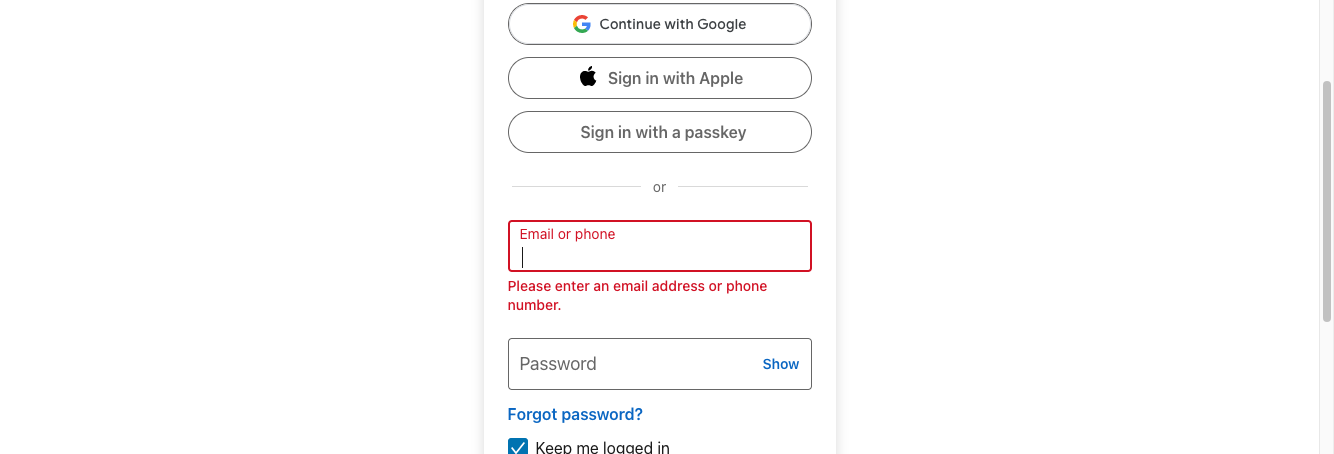 Continue with Google
Sign in with Apple
Sign in with a passkey
or
Email or phone
Please enter an email address or phone
number.
Password
Show
Forgot password?
Keep me logged in